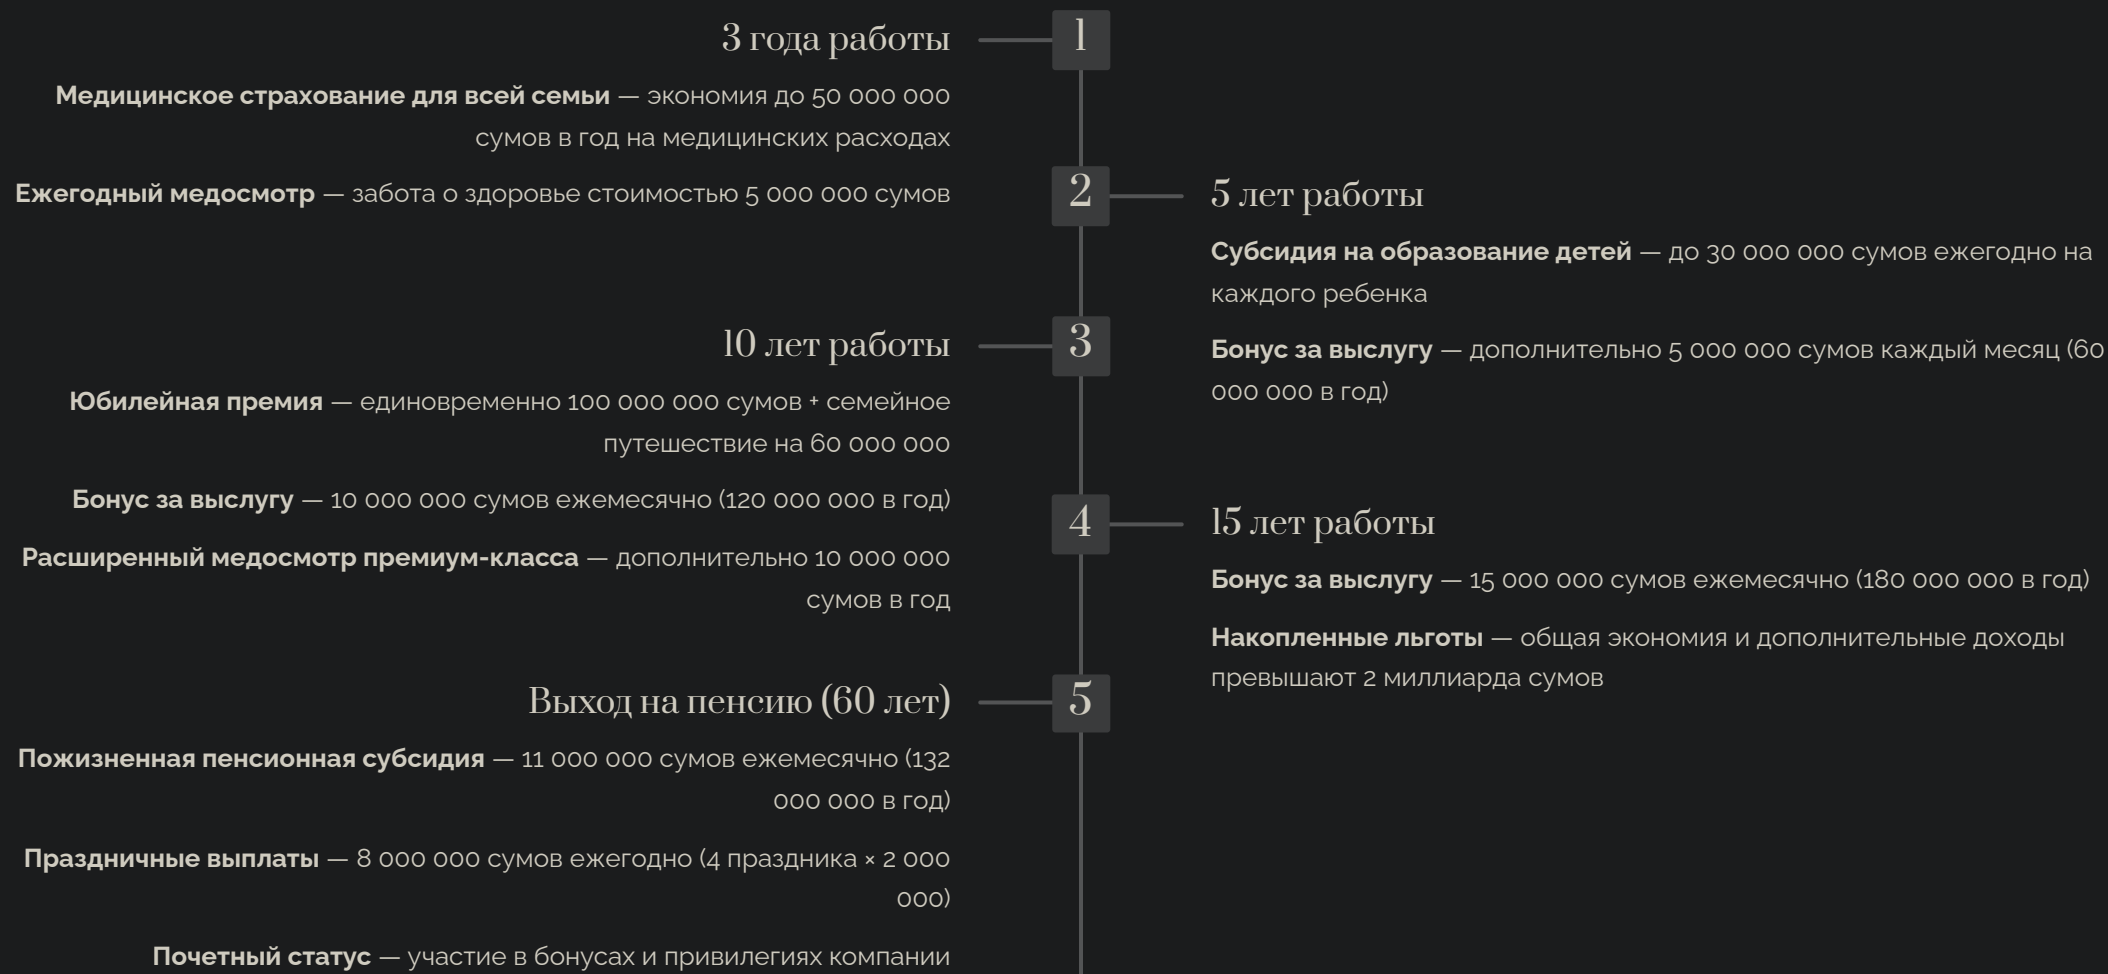 1
3 года работы
Медицинское страхование для всей семьи — экономия до 50 000 000
сумов в год на медицинских расходах
Ежегодный медосмотр — забота о здоровье стоимостью 5 000 000 сумов
2
5 лет работы
Субсидия на образование детей — до 30 000 000 сумов ежегодно на
каждого ребенка
Бонус за выслугу — дополнительно 5 000 000 сумов каждый месяц (60
000 000 в год)
3
10 лет работы
Юбилейная премия — единовременно 100 000 000 сумов + семейное
путешествие на 60 000 000
Бонус за выслугу — 10 000 000 сумов ежемесячно (120 000 000 в год)
Расширенный медосмотр премиум-класса — дополнительно 10 000 000
сумов в год
4
15 лет работы
Бонус за выслугу — 15 000 000 сумов ежемесячно (180 000 000 в год)
Накопленные льготы — общая экономия и дополнительные доходы
превышают 2 миллиарда сумов
5
Выход на пенсию (60 лет)
Пожизненная пенсионная субсидия — 11 000 000 сумов ежемесячно (132
000 000 в год)
Праздничные выплаты — 8 000 000 сумов ежегодно (4 праздника × 2 000
000)
Почетный статус — участие в бонусах и привилегиях компании